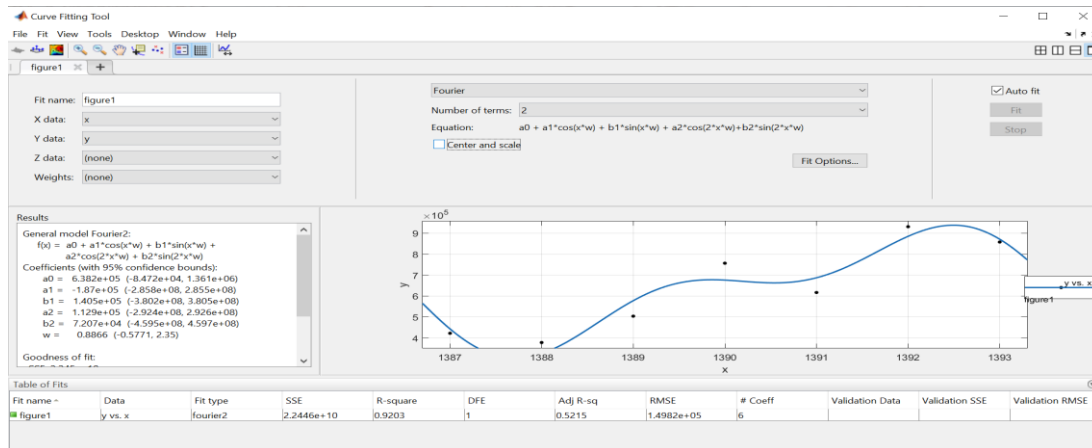 Curve Fitting Tool
File Fit View Tools Desktop Window Help
figure1
Fit name: figure1
X data: x
Y data: y
Z data: (none)
Weights: (none)
Fourier
Number of terms: 2
Equation: a0 + a1*cos(x*w) + b1*sin(x*w) + a2*cos(2*x*w)+b2*sin(2*x*w)
Center and scale
Fit Options...
Auto fit
Fit
Stop
Results
General model Fourier2:
f(x) = a0 + a1*cos(x*w) + b1*sin(x*w) +
a2*cos(2*x*w) + b2*sin(2*x*w)
Coefficients (with 95% confidence bounds):
a0 = 6.382e+05 (-8.472e+04, 1.361e+06)
a1 = -1.87e+05 (-2.858e+08, 2.855e+08)
b1 = 1.405e+05 (-3.802e+08, 3.805e+08)
a2 = 1.129e+05 (-2.924e+08, 2.926e+08)
b2 = 7.207e+04 (-4.595e+08, 4.597e+08)
w = 0.8866 (-0.5771, 2.35)
Goodness of fit:
×10^5
9
8
7
6
5
4
y
1387 1388 1389 1390 1391 1392 1393
x
y vs. x
figure1
Table of Fits
Fit name Data Fit type SSE R-square DFE Adj R-sq RMSE # Coeff Validation Data Validation SSE Validation RMSE
figure1 y vs. x fourier2 2.2446e+10 0.9203 1 0.5215 1.4982e+05 6